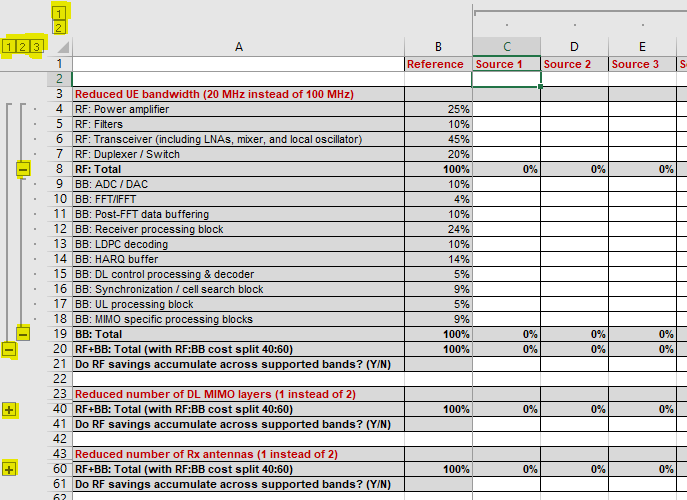 1
2
1 2 3
A B C D E
1 Reference Source 1 Source 2 Source 3 S
2
3 Reduced UE bandwidth (20 MHz instead of 100 MHz)
4 RF: Power amplifier 25%
5 RF: Filters 10%
6 RF: Transceiver (including LNAs, mixer, and local oscillator) 45%
7 RF: Duplexer / Switch 20%
8 RF: Total 100% 0% 0% 0%
9 BB: ADC / DAC 10%
10 BB: FFT/IFFT 4%
11 BB: Post-FFT data buffering 10%
12 BB: Receiver processing block 24%
13 BB: LDPC decoding 10%
14 BB: HARQ buffer 14%
15 BB: DL control processing & decoder 5%
16 BB: Synchronization / cell search block 9%
17 BB: UL processing block 5%
18 BB: MIMO specific processing blocks 9%
19 BB: Total 100% 0% 0% 0%
20 RF+BB: Total (with RF:BB cost split 40:60) 100% 0% 0% 0%
21 Do RF savings accumulate across supported bands? (Y/N)
22
23 Reduced number of DL MIMO layers (1 instead of 2)
40 RF+BB: Total (with RF:BB cost split 40:60) 100% 0% 0% 0%
41 Do RF savings accumulate across supported bands? (Y/N)
42
43 Reduced number of Rx antennas (1 instead of 2)
60 RF+BB: Total (with RF:BB cost split 40:60) 100% 0% 0% 0%
61 Do RF savings accumulate across supported bands? (Y/N)
62